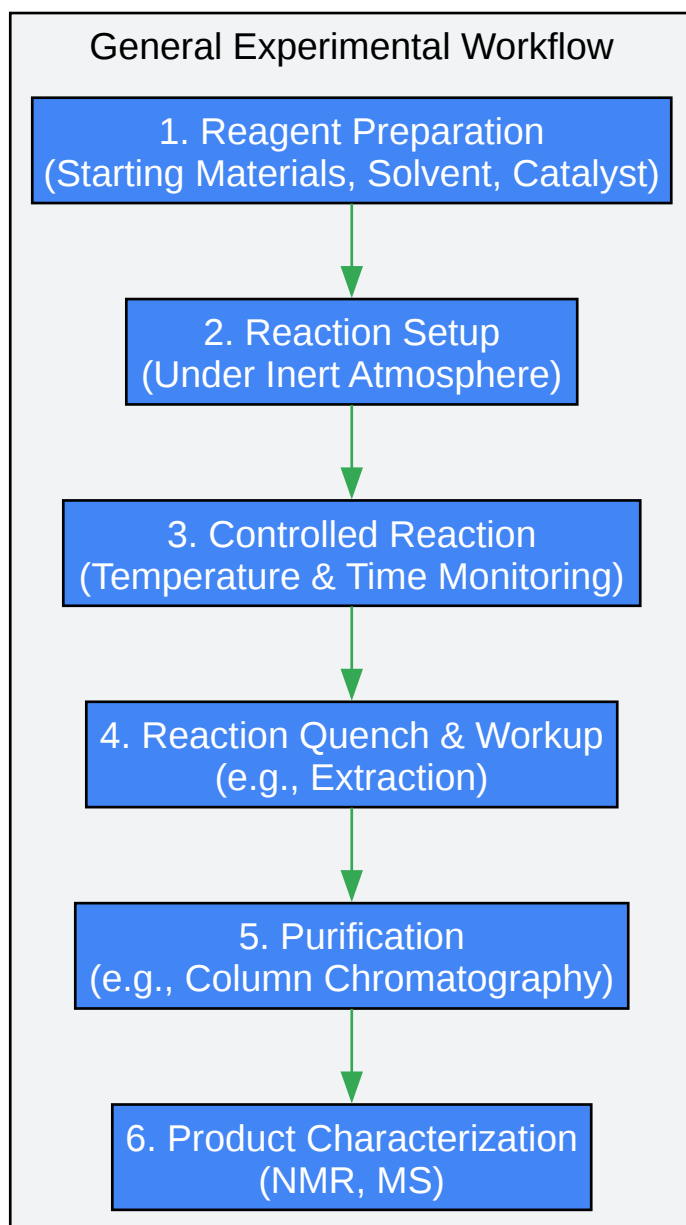 General Experimental Workflow
1. Reagent Preparation
(Starting Materials, Solvent, Catalyst)
2. Reaction Setup
(Under Inert Atmosphere)
3. Controlled Reaction
(Temperature & Time Monitoring)
4. Reaction Quench & Workup
(e.g., Extraction)
5. Purification
(e.g., Column Chromatography)
6. Product Characterization
(NMR, MS)